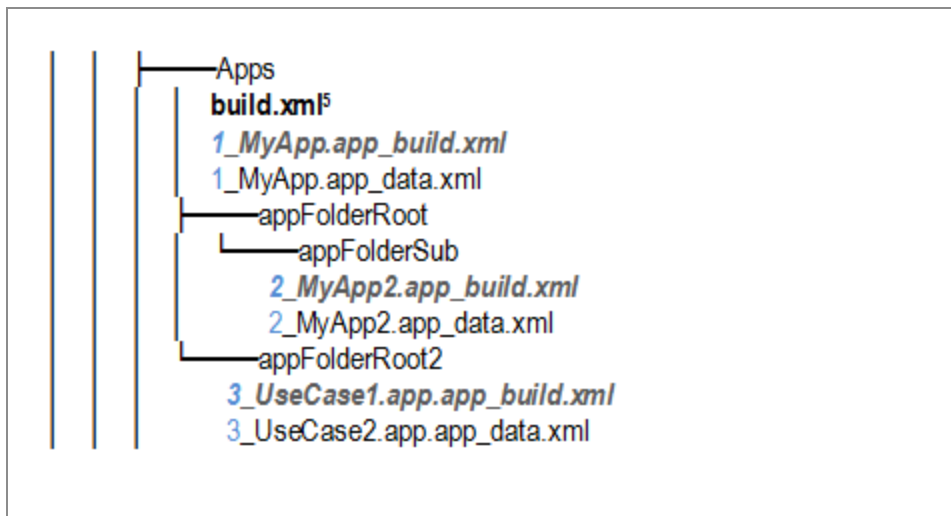 Apps
build.xml⁵
1_MyApp.app_build.xml
1_MyApp.app_data.xml
appFolderRoot
appFolderSub
2_MyApp2.app_build.xml
2_MyApp2.app_data.xml
appFolderRoot2
3_UseCase1.app.app_build.xml
3_UseCase2.app.app_data.xml